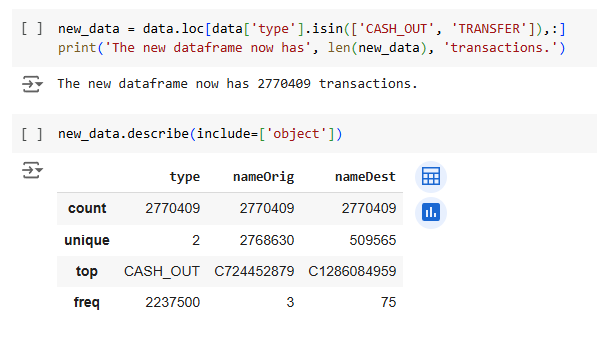 [ ] new_data = data.loc[data['type'].isin(['CASH_OUT', 'TRANSFER']),:]
print('The new dataframe now has', len(new_data), 'transactions.')
The new dataframe now has 2770409 transactions.
[ ] new_data.describe(include=['object'])
type nameOrig nameDest
count 2770409 2770409 2770409
unique 2 2768630 509565
top CASH_OUT C724452879 C1286084959
freq 2237500 3 75